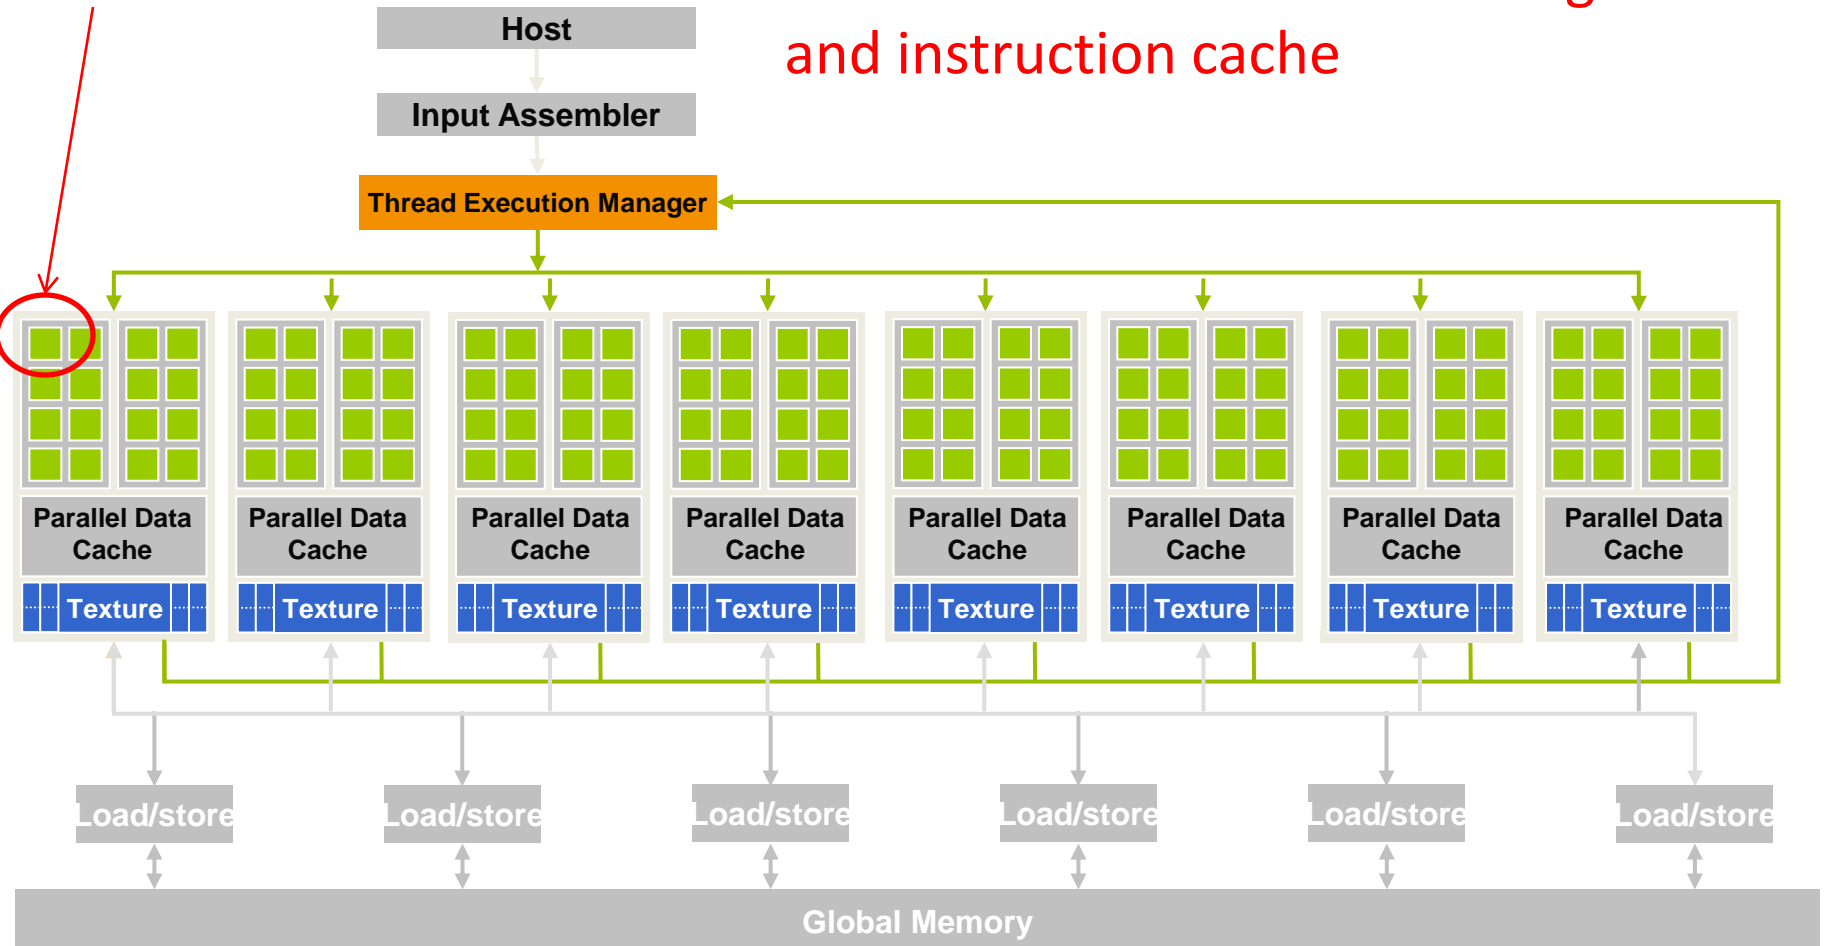 Host
and instruction cache
Input Assembler
Thread Execution Manager
Parallel Data
Cache
Parallel Data
Cache
Parallel Data
Cache
Parallel Data
Cache
Parallel Data
Cache
Parallel Data
Cache
Parallel Data
Cache
Parallel Data
Cache
Texture
Texture
Texture
Texture
Texture
Texture
Texture
Texture
Load/store
Load/store
Load/store
Load/store
Load/store
Load/store
Global Memory